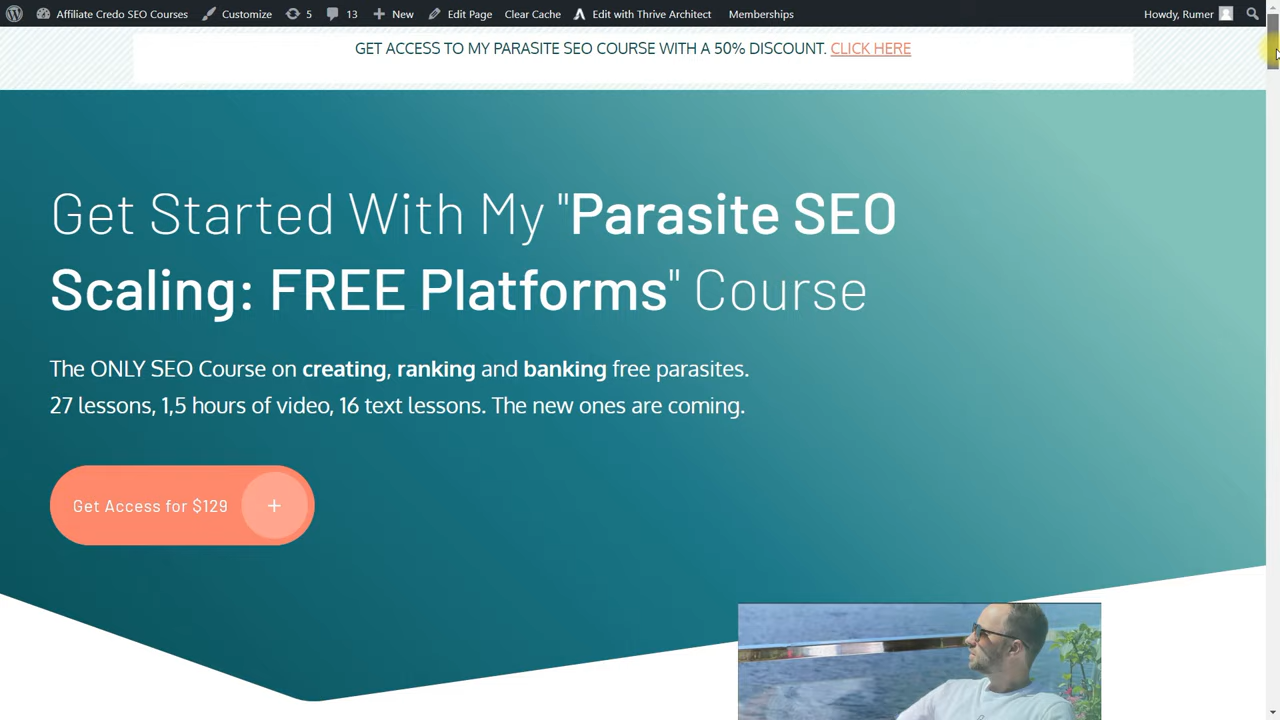 Affiliate Credo SEO Courses Customize 5 13 New Edit Page Clear Cache Edit with Thrive Architect Memberships Howdy, Rumer
GET ACCESS TO MY PARASITE SEO COURSE WITH A 50% DISCOUNT. CLICK HERE
Get Started With My "Parasite SEO
Scaling: FREE Platforms" Course
The ONLY SEO Course on creating, ranking and banking free parasites.
27 lessons, 1,5 hours of video, 16 text lessons. The new ones are coming.
Get Access for $129 +